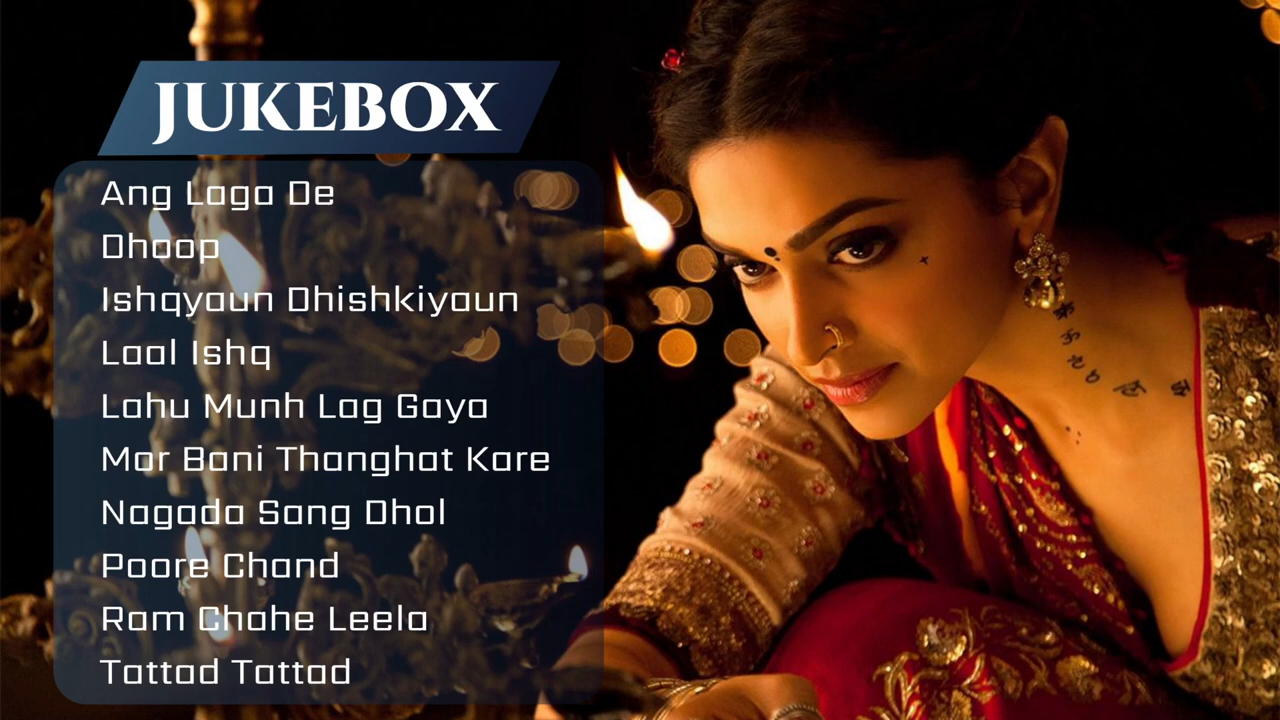 JUKEBOX
Ang Laga De
Dhoop
Ishqyaun Dhishkiyaun
Laal Ishq
Lahu Munh Lag Gaya
Mor Bani Thanghat Kare
Nagada Sang Dhol
Poore Chand
Ram Chahe Leela
Tattad Tattad